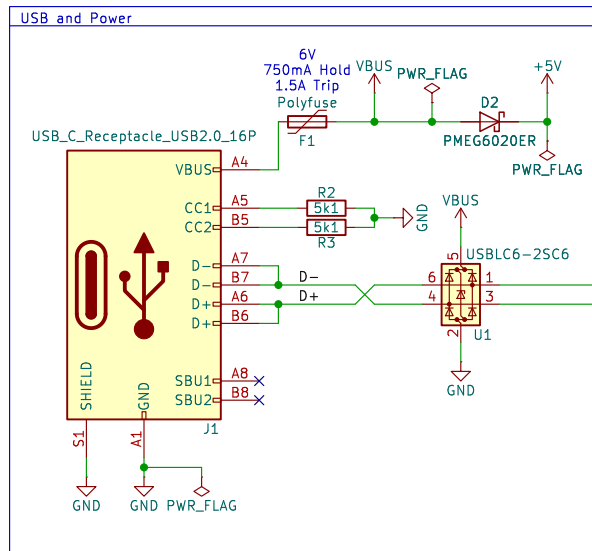 USB and Power
6V
750mA Hold
1.5A Trip
Polyfuse
F1
VBUS
PWR_FLAG
+5V
D2
PMEG6020ER
PWR_FLAG
USB_C_Receptacle_USB2.0_16P
VBUS
A4
CC1
A5
R2
5k1
CC2
B5
5k1
R3
GND
D-
A7
D-
B7
D-
D+
A6
D+
D+
B6
VBUS
USBLC6-2SC6
5
6
1
4
3
2
U1
GND
SBU1
A8
SBU2
B8
SHIELD
GND
J1
S1
A1
GND
GND
PWR_FLAG